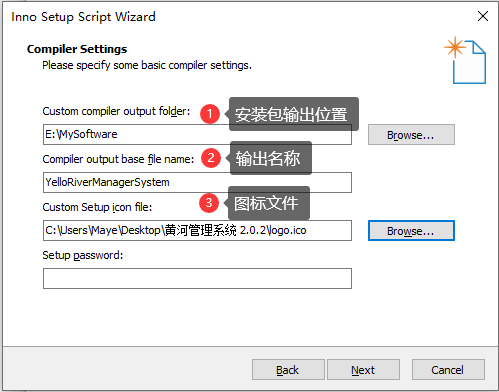 Inno Setup Script Wizard
Compiler Settings
Please specify some basic compiler settings.
Custom compiler output folder:
1 安装包输出位置
E:\MySoftware
Browse...
Compiler output base file name:
2 输出名称
YelloRiverManagerSystem
Custom Setup icon file:
3 图标文件
C:\Users\Maye\Desktop\黄河管理系统 2.0.2\logo.ico
Browse...
Setup password:
Back
Next
Cancel